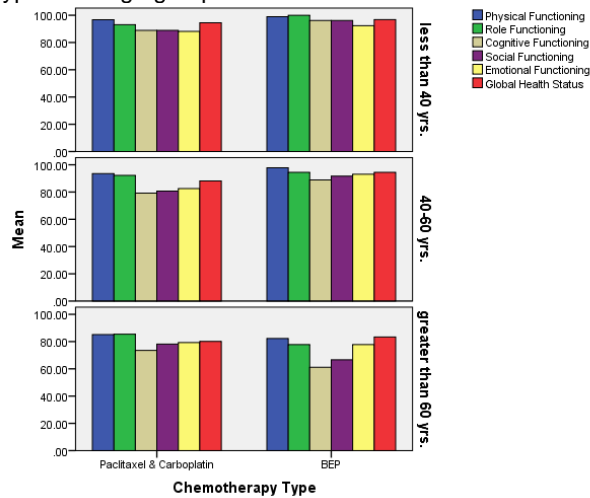 100.00
80.00
60.00
40.00
20.00
.00
less than 40 yrs.
100.00
80.00
60.00
40.00
20.00
.00
40-60 yrs.
100.00
80.00
60.00
40.00
20.00
.00
greater than 60 yrs.
Mean
Paclitaxel & Carboplatin
BEP
Chemotherapy Type
Physical Functioning
Role Functioning
Cognitive Functioning
Social Functioning
Emotional Functioning
Global Health Status